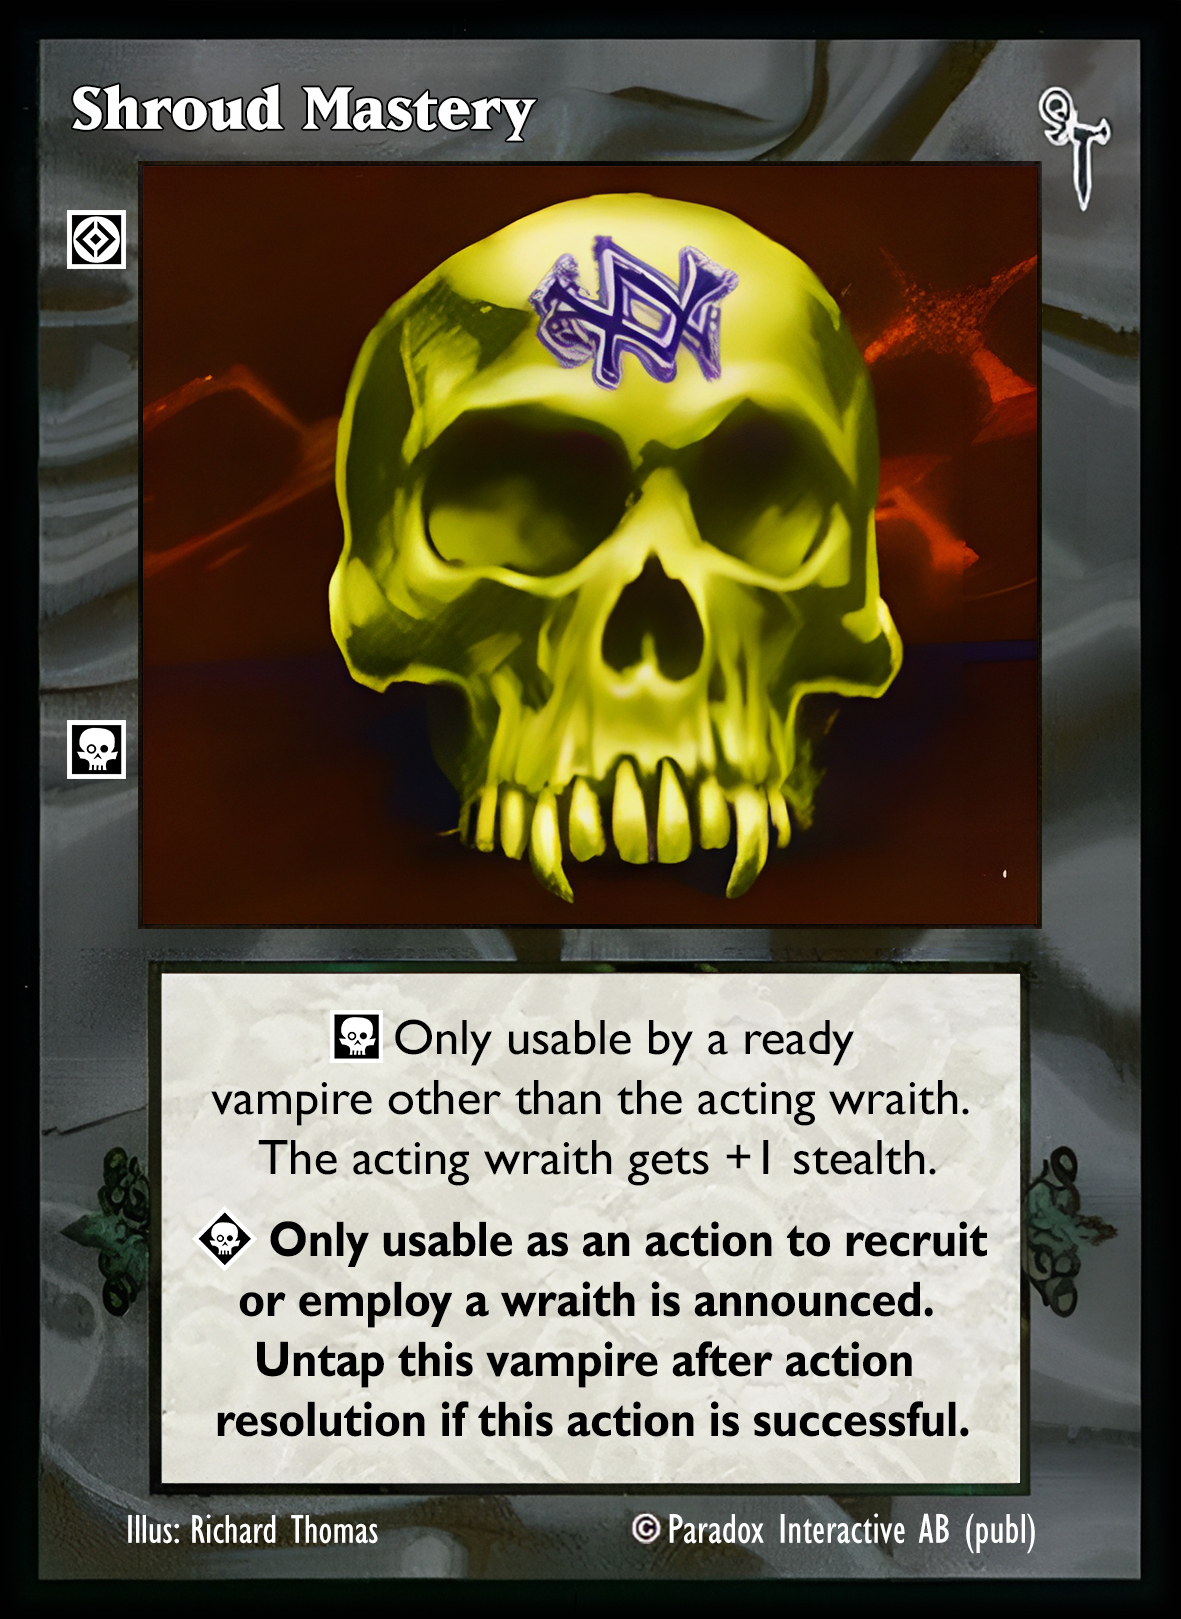 Shroud Mastery
Only usable by a ready
vampire other than the acting wraith.
The acting wraith gets +1 stealth.
Only usable as an action to recruit
or employ a wraith is announced.
Untap this vampire after action
resolution if this action is successful.
Illus: Richard Thomas
© Paradox Interactive AB (publ)